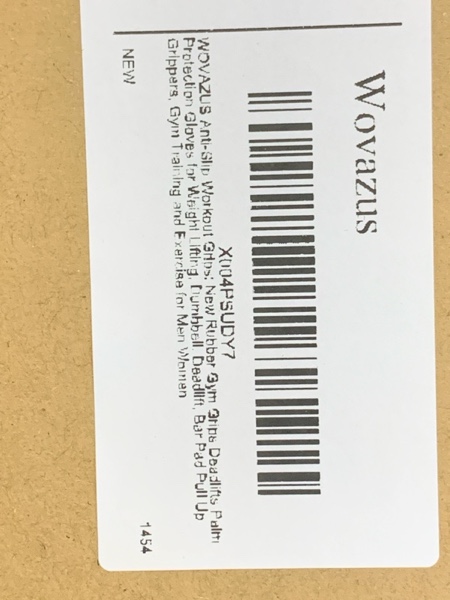 Wovazus
X004PSUDY7
WOVAZUS Anti-Slip Workout Grips; New Rubber Gym Grips Deadlifts Palm
Protection Gloves for Weight Lifting, Dumbbell, Deadlift, Bar Pad Pull Up
Grippers, Gym Training and Exercise for Men Women
NEW
1454